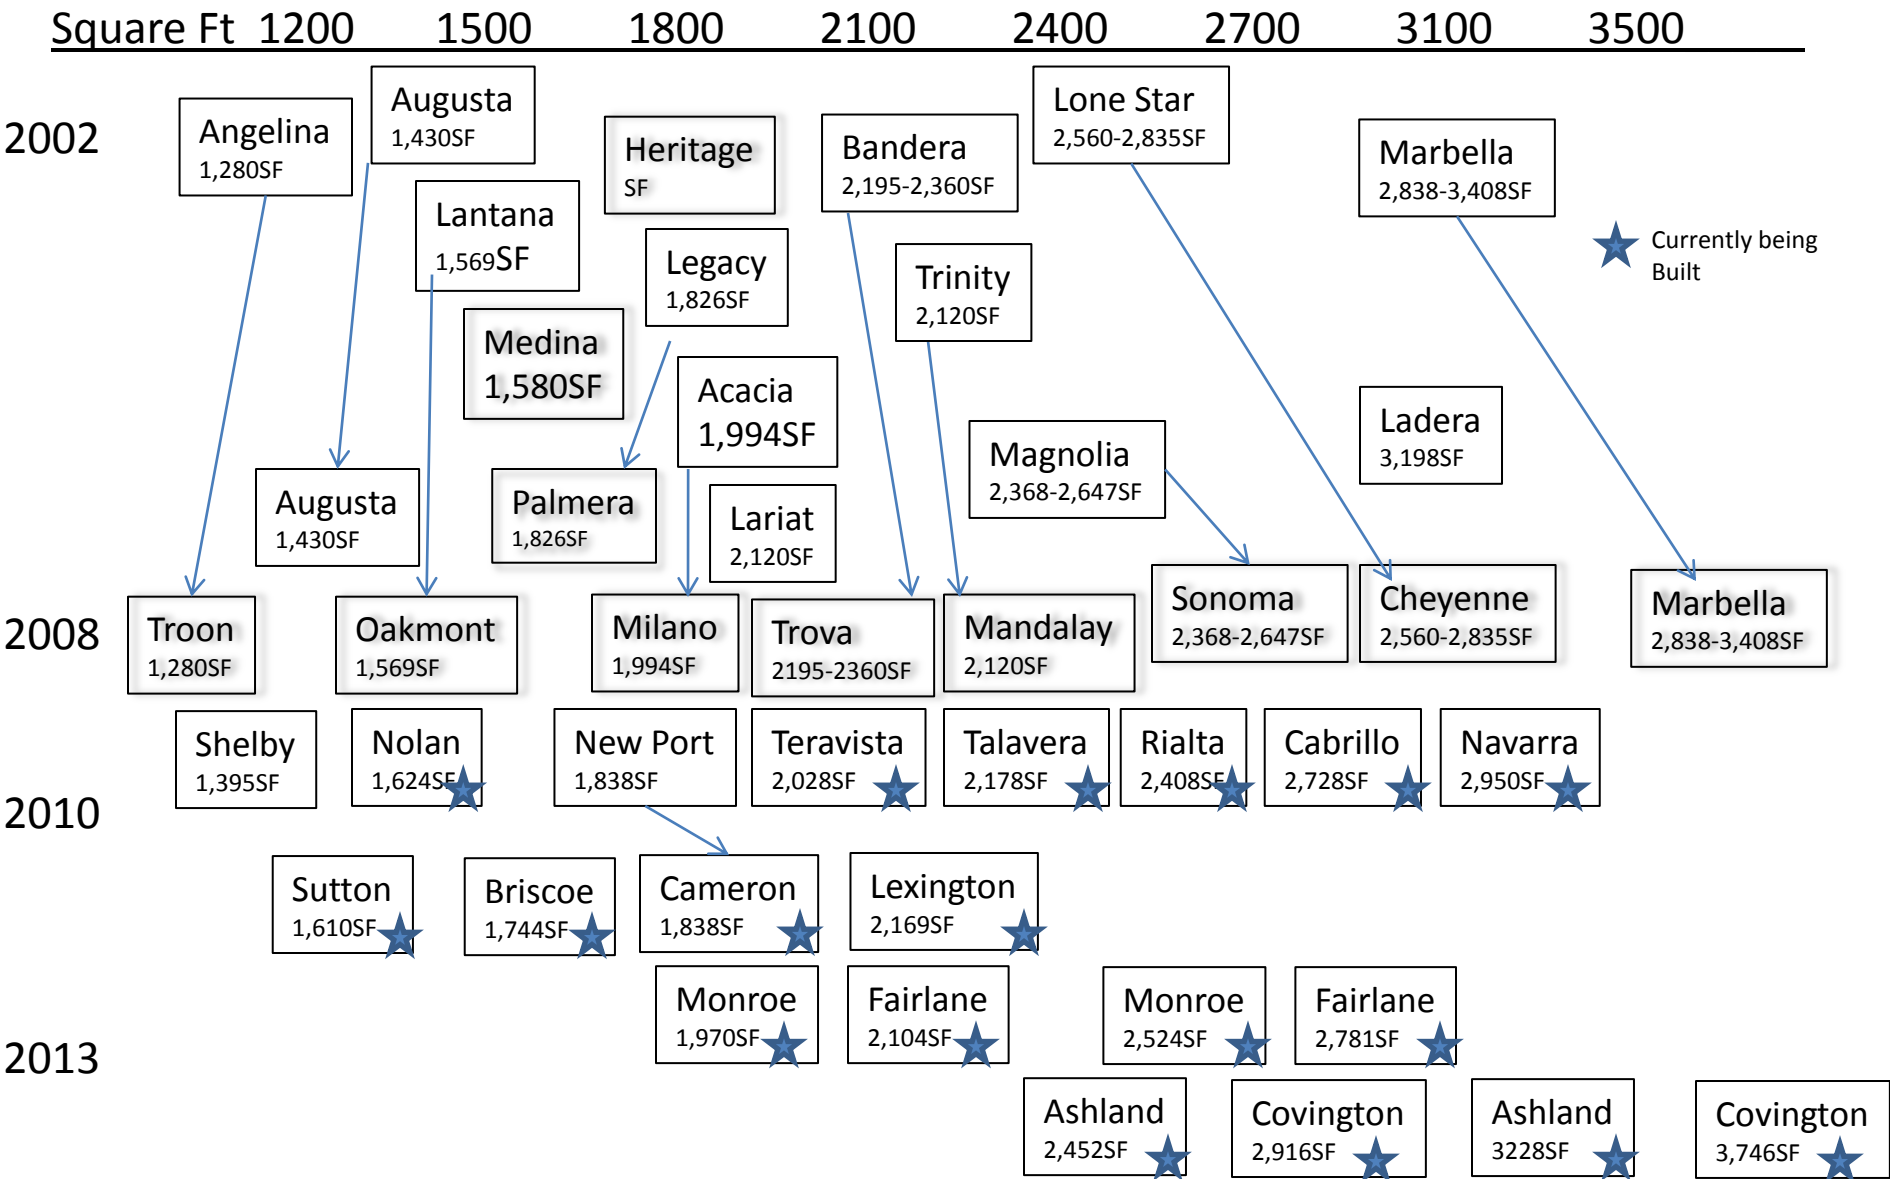 Square Ft 1200 1500 1800 2100 2400 2700 3100 3500
2002
Angelina
1,280SF
Augusta
1,430SF
Lantana
1,569SF
Heritage
SF
Legacy
1,826SF
Medina
1,580SF
Acacia
1,994SF
Bandera
2,195-2,360SF
Trinity
2,120SF
Lone Star
2,560-2,835SF
Marbella
2,838-3,408SF
Currently being
Built
Ladera
3,198SF
Magnolia
2,368-2,647SF
Augusta
1,430SF
Palmera
1,826SF
Lariat
2,120SF
2008
Troon
1,280SF
Oakmont
1,569SF
Milano
1,994SF
Trova
2195-2360SF
Mandalay
2,120SF
Sonoma
2,368-2,647SF
Cheyenne
2,560-2,835SF
Marbella
2,838-3,408SF
2010
Shelby
1,395SF
Nolan
1,624SF
New Port
1,838SF
Teravista
2,028SF
Talavera
2,178SF
Rialta
2,408SF
Cabrillo
2,728SF
Navarra
2,950SF
Sutton
1,610SF
Briscoe
1,744SF
Cameron
1,838SF
Lexington
2,169SF
2013
Monroe
1,970SF
Fairlane
2,104SF
Monroe
2,524SF
Fairlane
2,781SF
Ashland
2,452SF
Covington
2,916SF
Ashland
3228SF
Covington
3,746SF